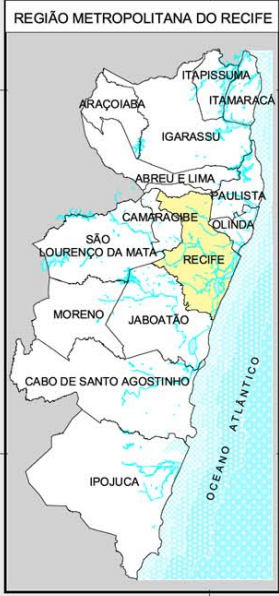 REGIÃO METROPOLITANA DO RECIFE
ITAPISSUMA
ARAÇOIABA
ITAMARACÁ
IGARASSU
ABREU E LIMA
PAULISTA
CAMARAGIBE
OLINDA
SÃO
LOURENÇO DA MATA
RECIFE
MORENO
JABOATÃO
CABO DE SANTO AGOSTINHO
OCEANO ATLÂNTICO
IPOJUCA